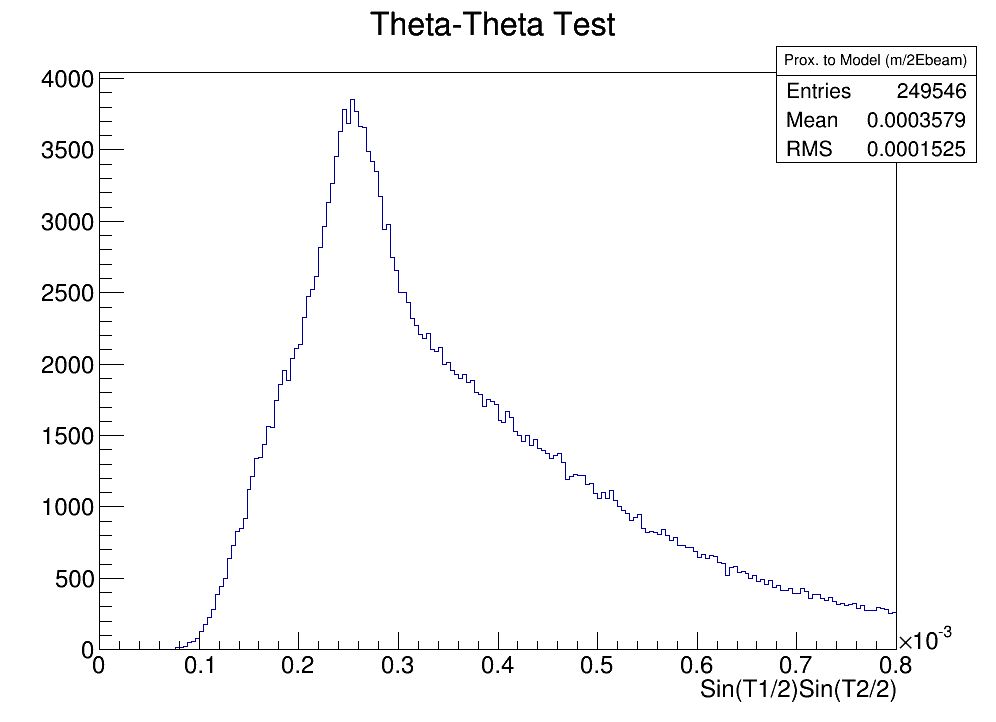 Theta-Theta Test
Prox. to Model (m/2Ebeam)
Entries 249546
Mean 0.0003579
RMS 0.0001525
4000
3500
3000
2500
2000
1500
1000
500
0
0 0.1 0.2 0.3 0.4 0.5 0.6 0.7 0.8
×10-3
Sin(T1/2)Sin(T2/2)